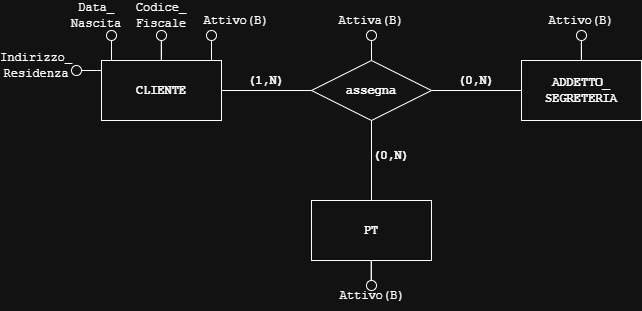 Data_
Nascita
Codice_
Fiscale
Attivo(B)
Attiva(B)
Attivo(B)
Indirizzo_
Residenza
CLIENTE
(1,N)
assegna
(0,N)
ADDETTO_
SEGRETERIA
(0,N)
PT
Attivo(B)